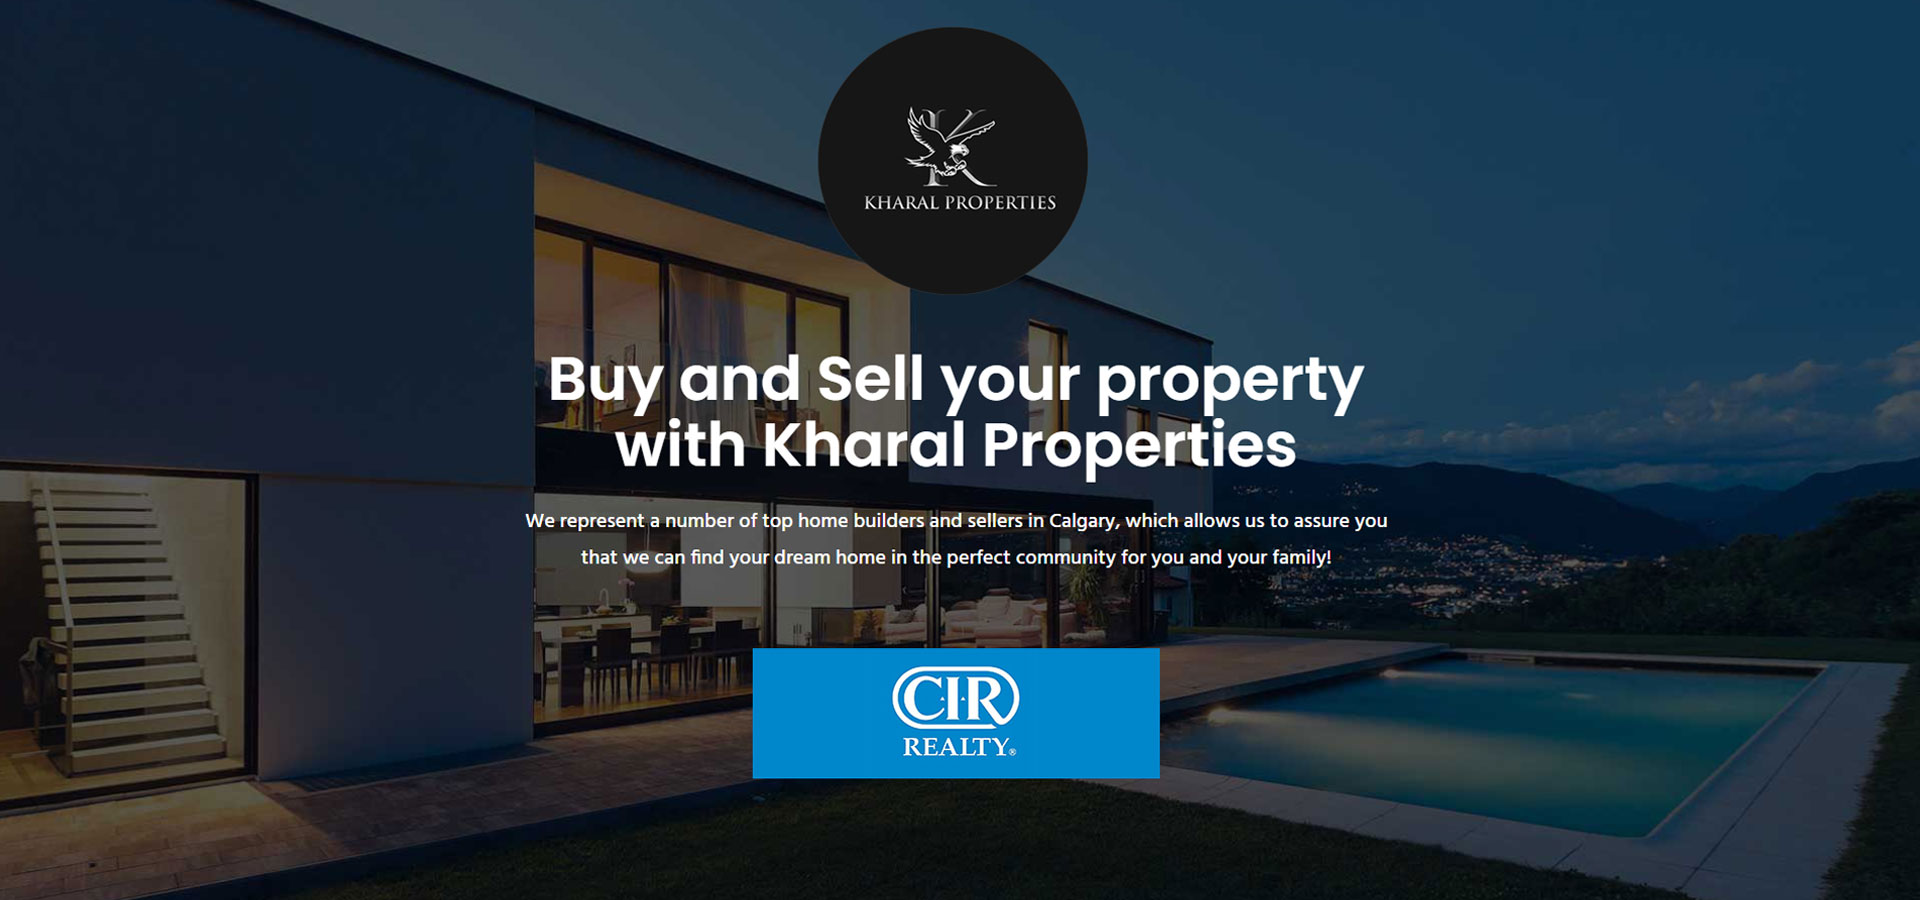 KHARAL PROPERTIES
Buy and Sell your property
with Kharal Properties
We represent a number of top home builders and sellers in Calgary, which allows us to assure you
that we can find your dream home in the perfect community for you and your family!
CIR
REALTY®